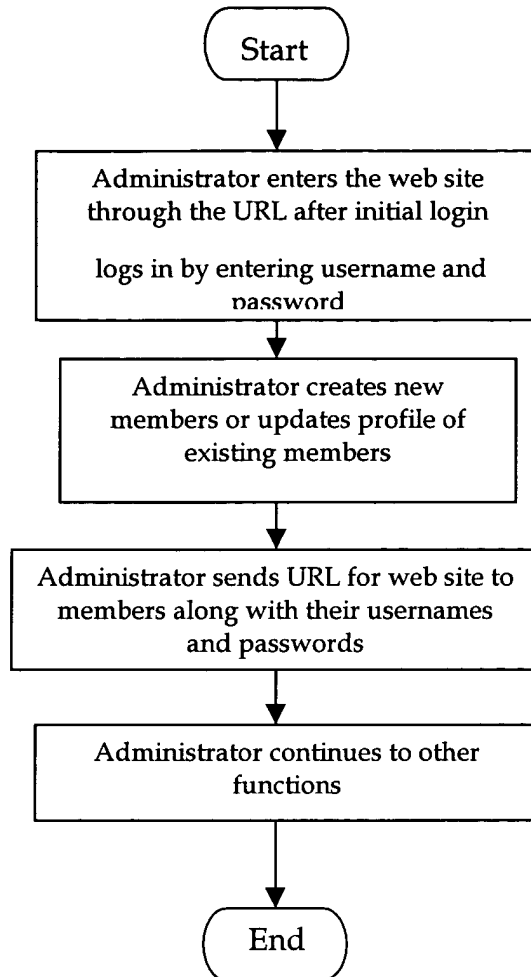 Start
Administrator enters the web site
through the URL after initial login
logs in by entering username and
password
Administrator creates new
members or updates profile of
existing members
Administrator sends URL for web site to
members along with their usernames
and passwords
Administrator continues to other
functions
End